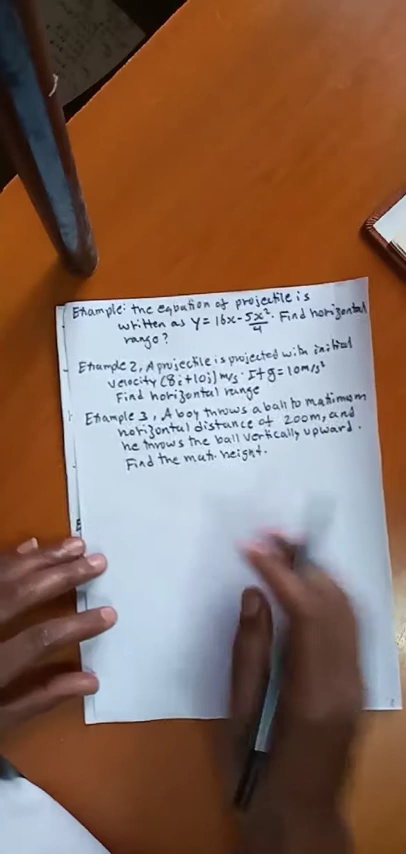 Example: the equation of projectile is
written as y = 16x - 5x²/4. Find horizontal
range?
Example 2, A projectile is projected with initial
velocity (8i+10j) m/s. If g = 10m/s²
Find horizontal range
Example 3, A boy throws a ball to maximum
horizontal distance of 200m, and
he throws the ball vertically upward.
Find the max. height.